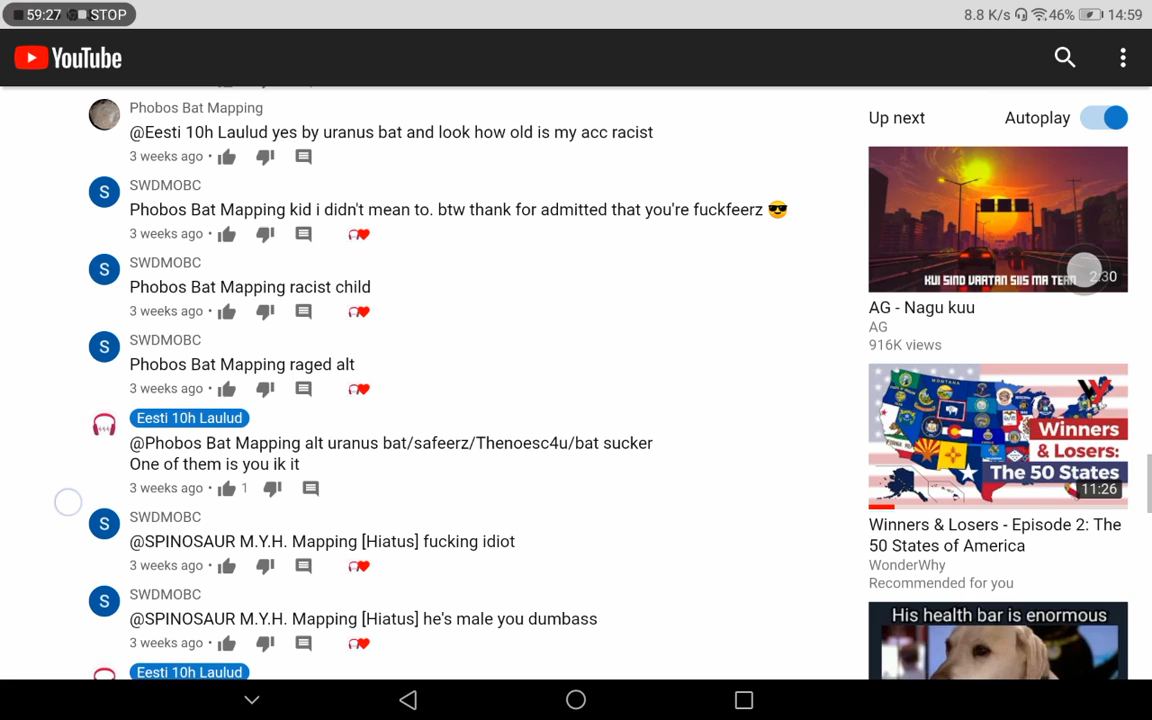 59:27 STOP
8.8 K/s 46% 14:59
YouTube
Phobos Bat Mapping
@Eesti 10h Laulud yes by uranus bat and look how old is my acc racist
3 weeks ago •
S
SWDMOBC
Phobos Bat Mapping kid i didn't mean to. btw thank for admitted that you're fuckfeerz 😎
3 weeks ago •
S
SWDMOBC
Phobos Bat Mapping racist child
3 weeks ago •
S
SWDMOBC
Phobos Bat Mapping raged alt
3 weeks ago •
Eesti 10h Laulud
@Phobos Bat Mapping alt uranus bat/safeerz/Thenoesc4u/bat sucker
One of them is you ik it
3 weeks ago • 1
S
SWDMOBC
@SPINOSAUR M.Y.H. Mapping [Hiatus] fucking idiot
3 weeks ago •
S
SWDMOBC
@SPINOSAUR M.Y.H. Mapping [Hiatus] he's male you dumbass
3 weeks ago •
Eesti 10h Laulud
Up next Autoplay
KUI SIND VAATAN SIIS MA TEAN
2:30
AG - Nagu kuu
AG
916K views
MONTANA
Winners
& Losers:
The 50 States
11:26
Winners & Losers - Episode 2: The
50 States of America
WonderWhy
Recommended for you
His health bar is enormous